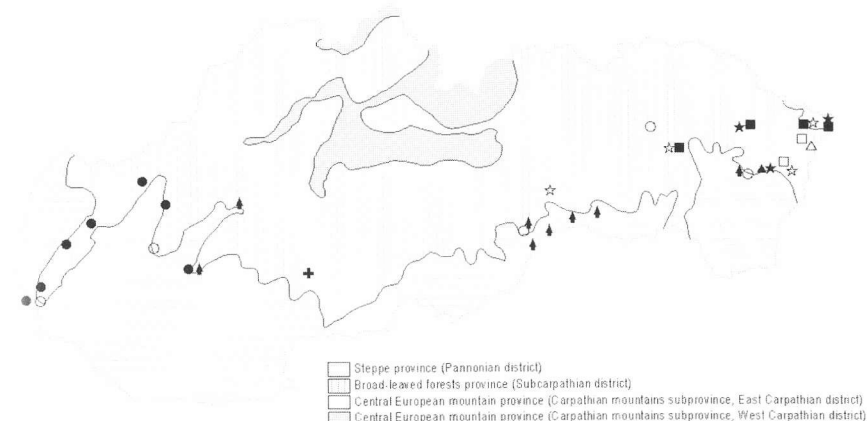 Steppe province (Pannonian district)
Broad-leaved forests province (Subcarpathian district)
Central European mountain province (Carpathian mountains subprovince, East Carpathian district)
Central European mountain province (Carpathian mountains subprovince, West Carpathian district)